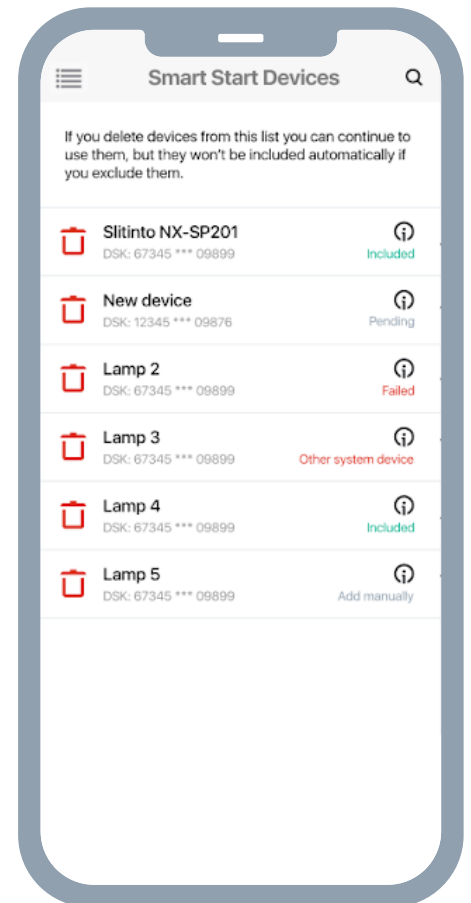 Smart Start Devices
If you delete devices from this list you can continue to
use them, but they won't be included automatically if
you exclude them.
Slitinto NX-SP201
DSK: 67345 *** 09899
Included
New device
DSK: 12345 *** 09876
Pending
Lamp 2
DSK: 67345 *** 09899
Failed
Lamp 3
DSK: 67345 *** 09899
Other system device
Lamp 4
DSK: 67345 *** 09899
Included
Lamp 5
DSK: 67345 *** 09899
Add manually